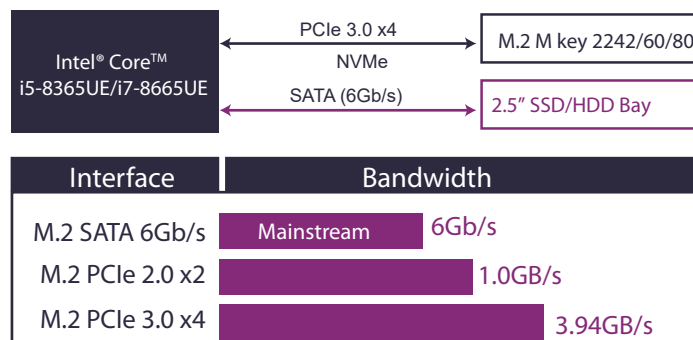 Intel® Core™
i5-8365UE/i7-8665UE
PCIe 3.0 x4
NVMe
SATA (6Gb/s)
M.2 M key 2242/60/80
2.5” SSD/HDD Bay
Interface Bandwidth
M.2 SATA 6Gb/s Mainstream 6Gb/s
M.2 PCIe 2.0 x2 1.0GB/s
M.2 PCIe 3.0 x4 3.94GB/s